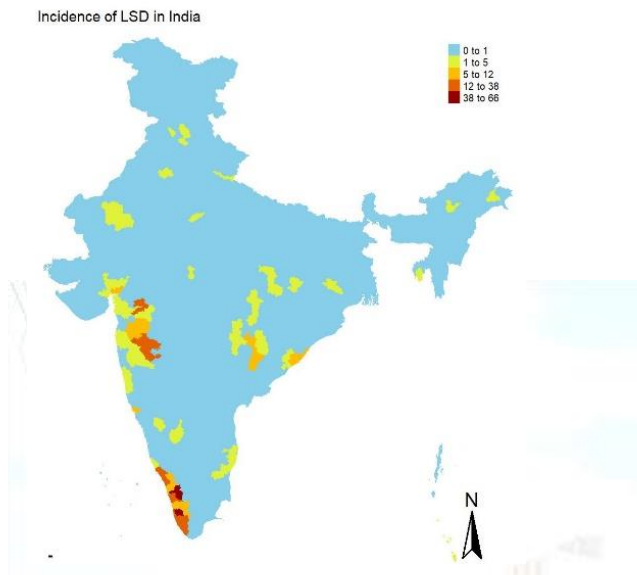 Incidence of LSD in India
0 to 1
1 to 5
5 to 12
12 to 38
38 to 66
N